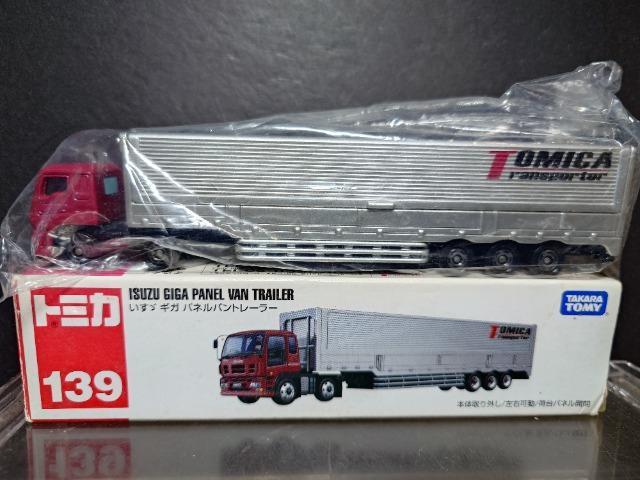 TOMICA
Transporter
トミカ
139
ISUZU GIGA PANEL VAN TRAILER
いすゞ ギガ パネルバントレーラー
TOMICA
Transporter
TAKARA
TOMY
本体取り外し/左右可動/荷台パネル開閉